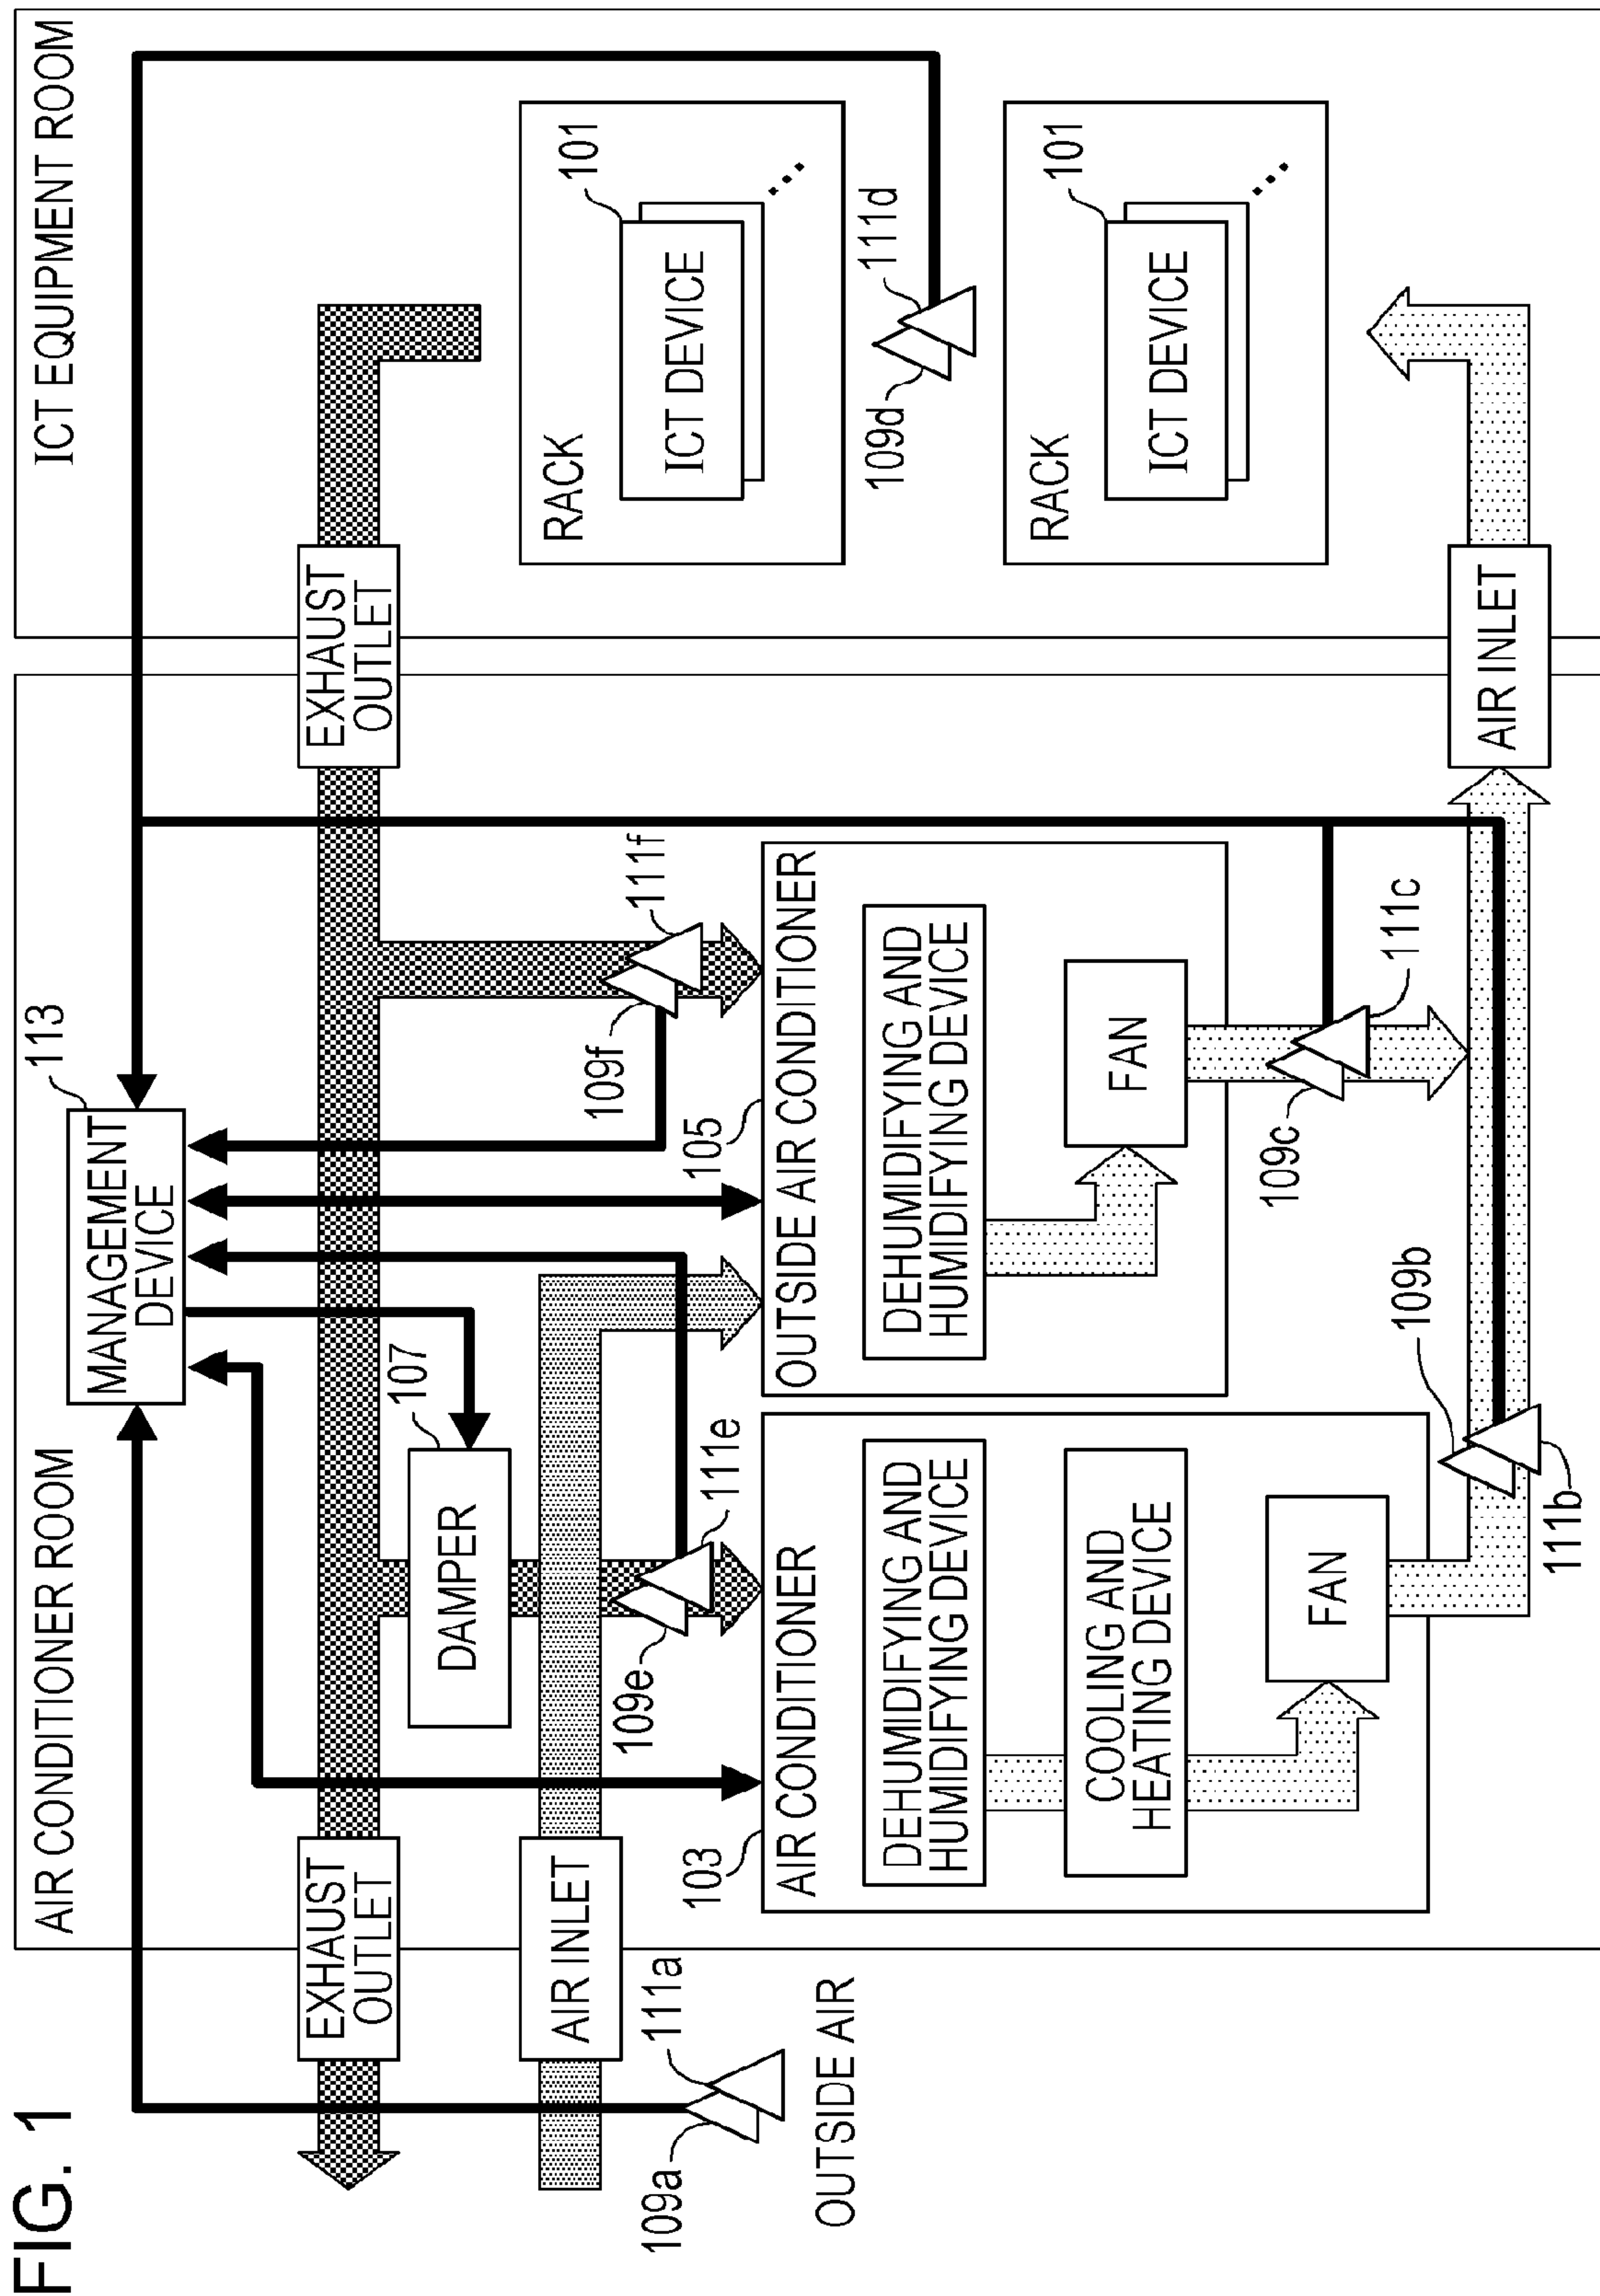 FIG. 1
AIR CONDITIONER ROOM
ICT EQUIPMENT ROOM
113
MANAGEMENT
DEVICE
EXHAUST
OUTLET
EXHAUST
OUTLET
107
DAMPER
AIR INLET
109a
111a
OUTSIDE AIR
109e
111e
109f
111f
103
AIR CONDITIONER
DEHUMIDIFYING AND
HUMIDIFYING DEVICE
COOLING AND
HEATING DEVICE
FAN
105
OUTSIDE AIR CONDITIONER
DEHUMIDIFYING AND
HUMIDIFYING DEVICE
FAN
109c
111c
109b
111b
AIR INLET
RACK
101
ICT DEVICE
109d
111d
RACK
101
ICT DEVICE